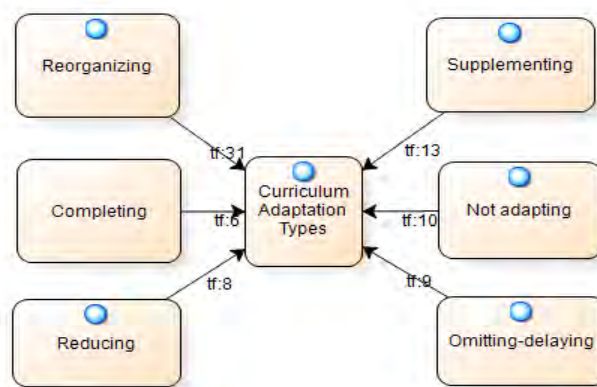 Reorganizing
Supplementing
tf:31
tf:13
Completing
tf:6
Curriculum
Adaptation
Types
tf:10
Not adapting
tf:8
tf:9
Reducing
Omitting-delaying